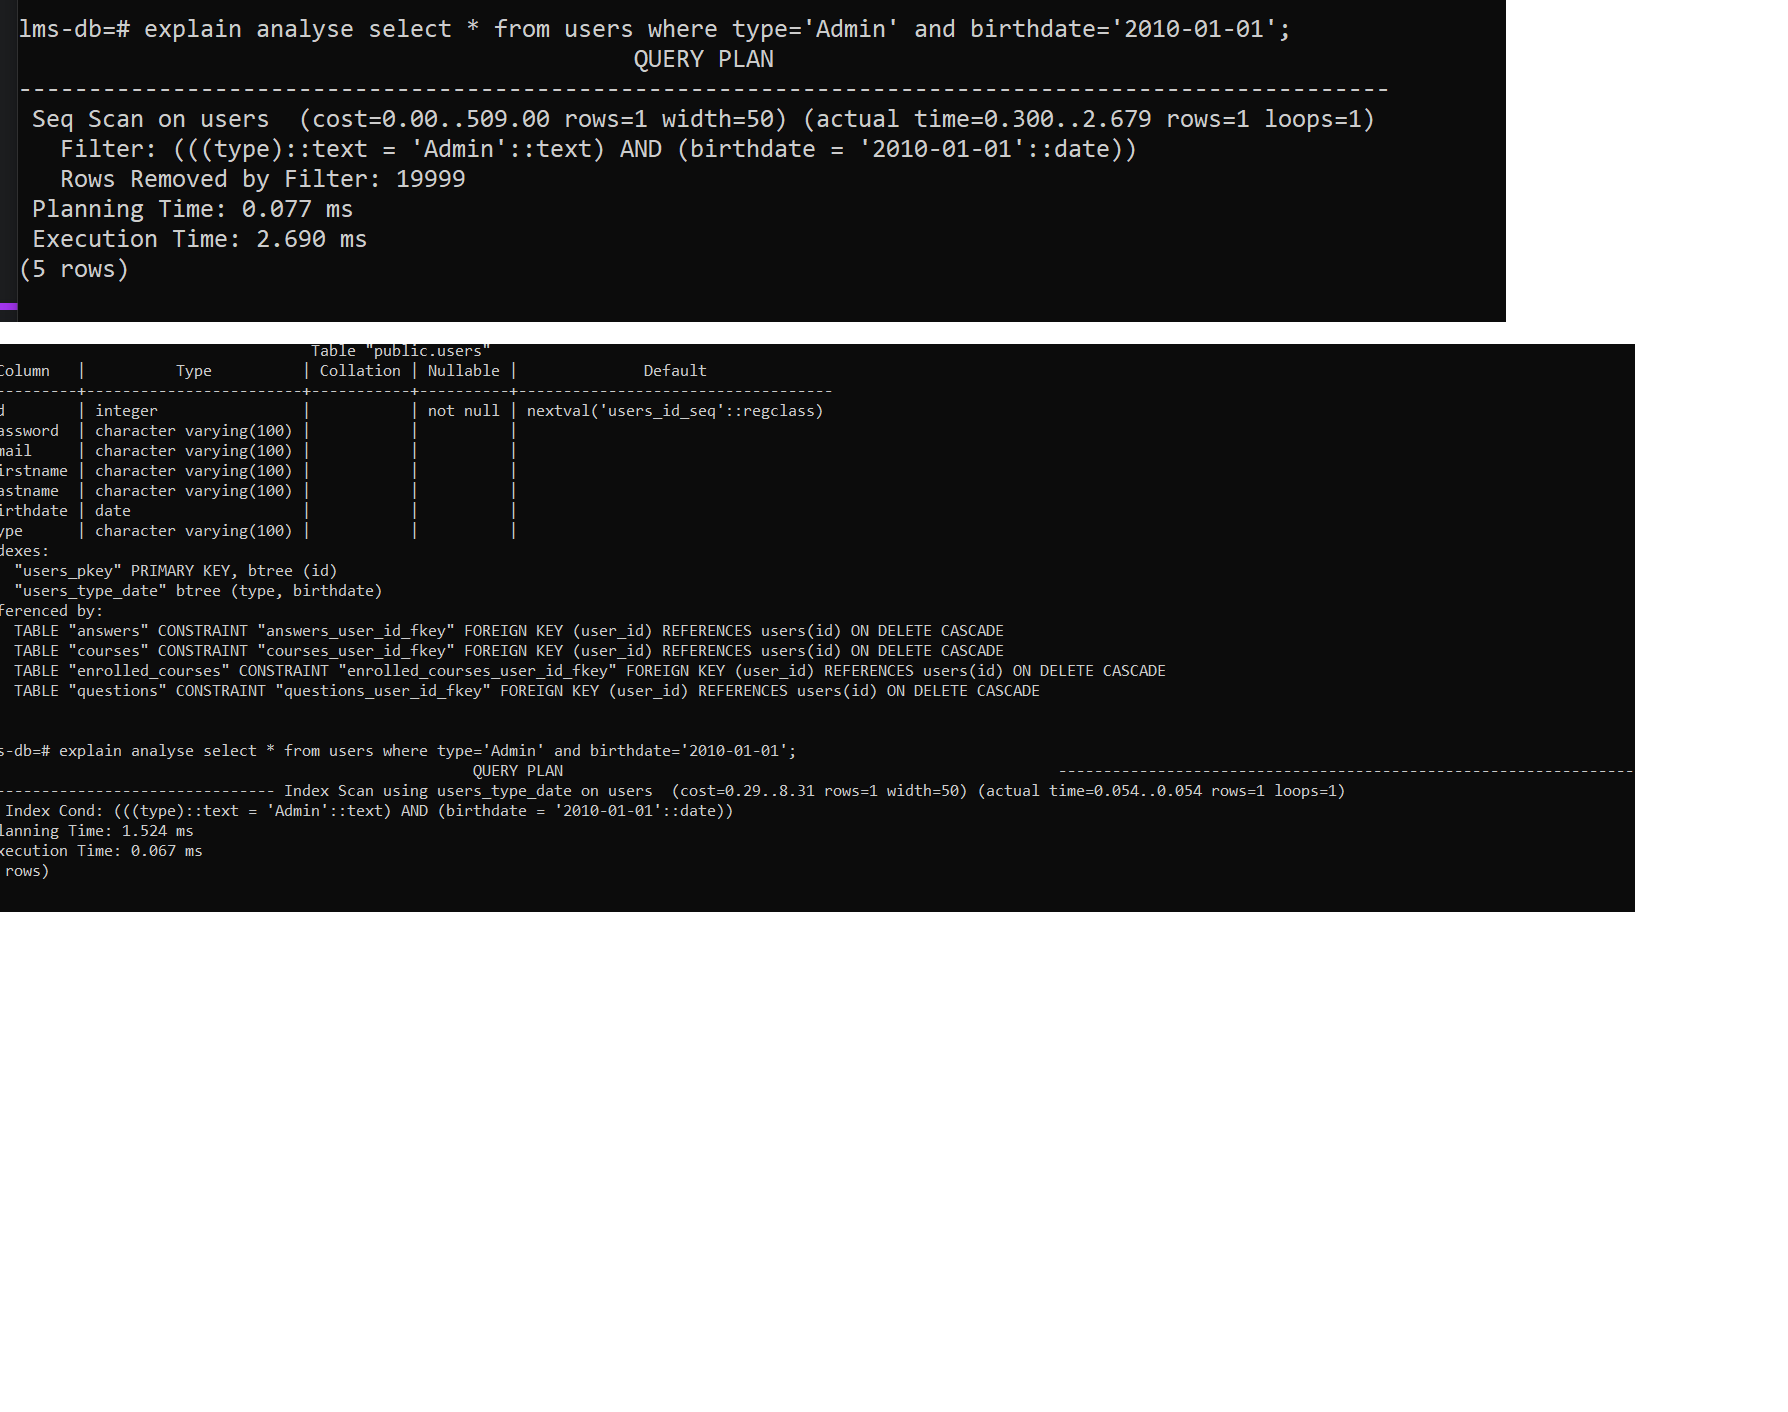 lms-db=# explain analyse select * from users where type='Admin' and birthdate='2010-01-01';
QUERY PLAN
--------------------------------------------------------------------------------------------------
Seq Scan on users  (cost=0.00..509.00 rows=1 width=50) (actual time=0.300..2.679 rows=1 loops=1)
Filter: (((type)::text = 'Admin'::text) AND (birthdate = '2010-01-01'::date))
Rows Removed by Filter: 19999
Planning Time: 0.077 ms
Execution Time: 2.690 ms
(5 rows)
Table "public.users"
Column | Type | Collation | Nullable | Default
---------+------------------------+-----------+----------+-----------------------------------
d | integer | | not null | nextval('users_id_seq'::regclass)
assword | character varying(100) | | |
mail | character varying(100) | | |
irstname | character varying(100) | | |
astname | character varying(100) | | |
irthdate | date | | |
ype | character varying(100) | | |
dexes:
"users_pkey" PRIMARY KEY, btree (id)
"users_type_date" btree (type, birthdate)
ferenced by:
TABLE "answers" CONSTRAINT "answers_user_id_fkey" FOREIGN KEY (user_id) REFERENCES users(id) ON DELETE CASCADE
TABLE "courses" CONSTRAINT "courses_user_id_fkey" FOREIGN KEY (user_id) REFERENCES users(id) ON DELETE CASCADE
TABLE "enrolled_courses" CONSTRAINT "enrolled_courses_user_id_fkey" FOREIGN KEY (user_id) REFERENCES users(id) ON DELETE CASCADE
TABLE "questions" CONSTRAINT "questions_user_id_fkey" FOREIGN KEY (user_id) REFERENCES users(id) ON DELETE CASCADE
s-db=# explain analyse select * from users where type='Admin' and birthdate='2010-01-01';
QUERY PLAN ----------------------------------------------------------------
------------------------------- Index Scan using users_type_date on users  (cost=0.29..8.31 rows=1 width=50) (actual time=0.054..0.054 rows=1 loops=1)
Index Cond: (((type)::text = 'Admin'::text) AND (birthdate = '2010-01-01'::date))
lanning Time: 1.524 ms
xecution Time: 0.067 ms
rows)